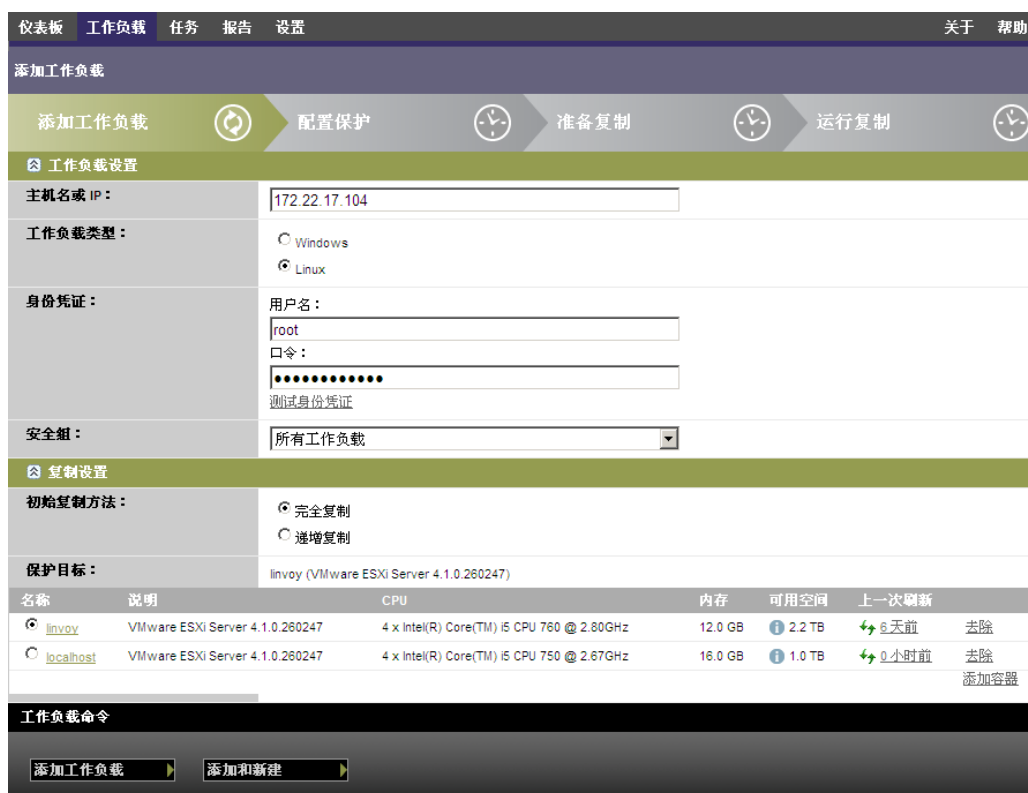 仪表板 工作负载 任务 报告 设置 关于 帮助
添加工作负载
添加工作负载 配置保护 准备复制 运行复制
工作负载设置
主机名或 IP：
172.22.17.104
工作负载类型：
Windows
Linux
身份凭证：
用户名：
root
口令：
●●●●●●●●●●●●
测试身份凭证
安全组：
所有工作负载
复制设置
初始复制方法：
完全复制
递增复制
保护目标：
linvoy (VMware ESXi Server 4.1.0.260247)
名称 说明 CPU 内存 可用空间 上一次刷新
linvoy VMware ESXi Server 4.1.0.260247 4 x Intel(R) Core(TM) i5 CPU 760 @ 2.80GHz 12.0 GB 2.2 TB 6 天前 去除
localhost VMware ESXi Server 4.1.0.260247 4 x Intel(R) Core(TM) i5 CPU 750 @ 2.67GHz 16.0 GB 1.0 TB 0 小时前 去除
添加容器
工作负载命令
添加工作负载 添加和新建